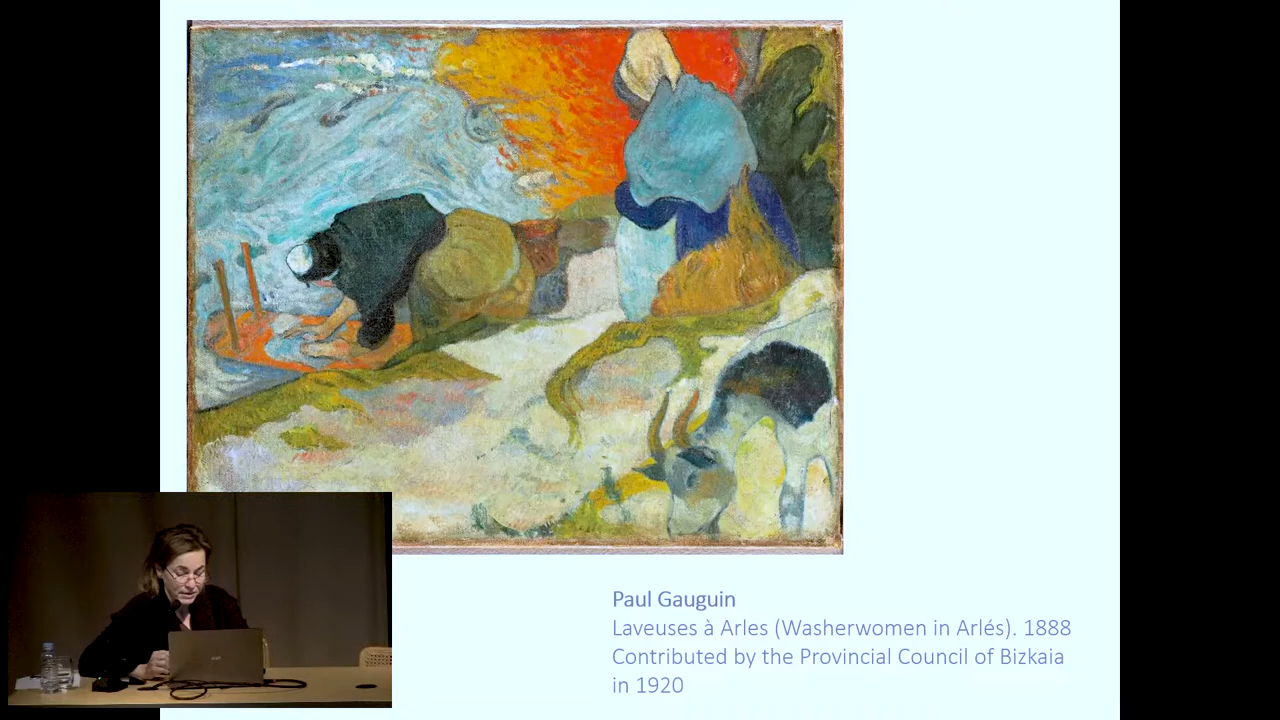 Paul Gauguin
Laveuses à Arles (Washerwomen in Arlés). 1888
Contributed by the Provincial Council of Bizkaia
in 1920